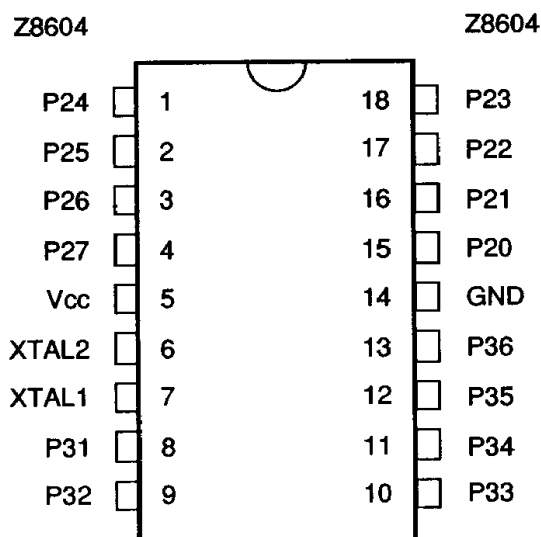 Z8604 Z8604
P24 1 18 P23
P25 2 17 P22
P26 3 16 P21
P27 4 15 P20
Vcc 5 14 GND
XTAL2 6 13 P36
XTAL1 7 12 P35
P31 8 11 P34
P32 9 10 P33